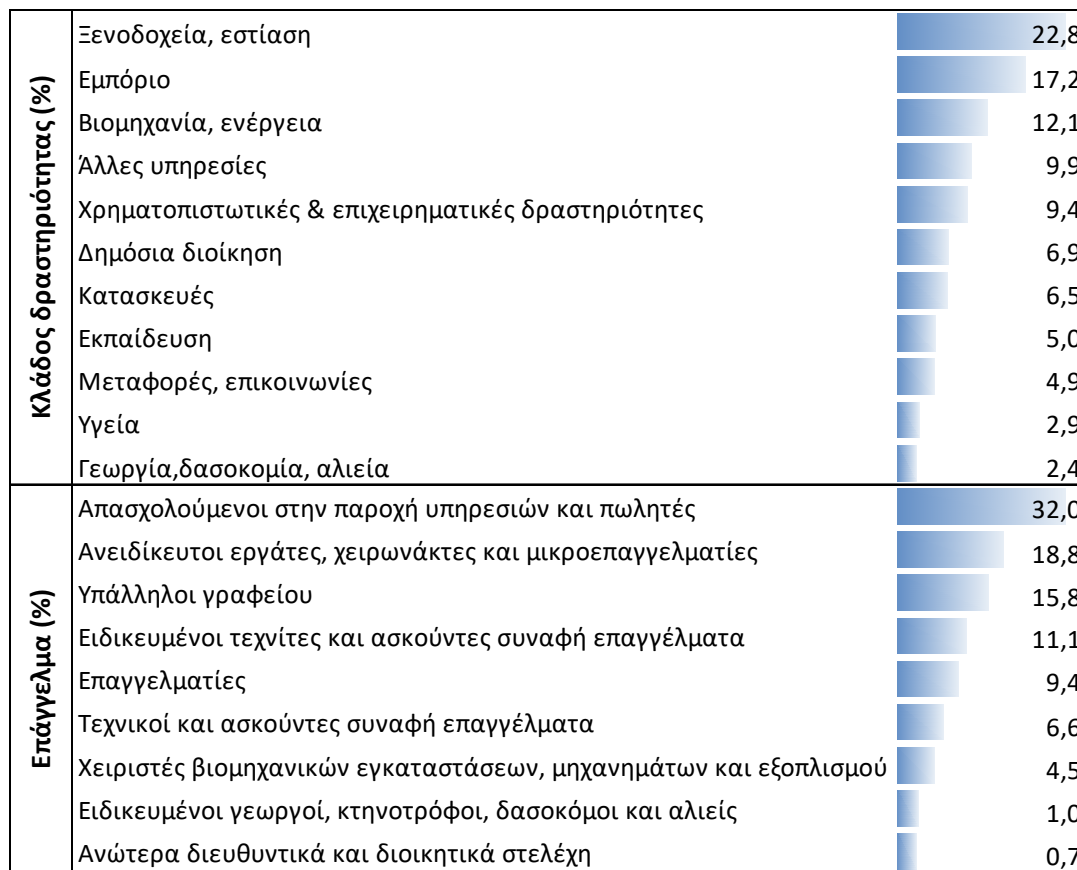 Κλάδος δραστηριότητας (%)
Ξενοδοχεία, εστίαση 22,8
Εμπόριο 17,2
Βιομηχανία, ενέργεια 12,1
Άλλες υπηρεσίες 9,9
Χρηματοπιστωτικές & επιχειρηματικές δραστηριότητες 9,4
Δημόσια διοίκηση 6,9
Κατασκευές 6,5
Εκπαίδευση 5,0
Μεταφορές, επικοινωνίες 4,9
Υγεία 2,9
Γεωργία,δασοκομία, αλιεία 2,4
Επάγγελμα (%)
Απασχολούμενοι στην παροχή υπηρεσιών και πωλητές 32,0
Ανειδίκευτοι εργάτες, χειρωνάκτες και μικροεπαγγελματίες 18,8
Υπάλληλοι γραφείου 15,8
Ειδικευμένοι τεχνίτες και ασκούντες συναφή επαγγέλματα 11,1
Επαγγελματίες 9,4
Τεχνικοί και ασκούντες συναφή επαγγέλματα 6,6
Χειριστές βιομηχανικών εγκαταστάσεων, μηχανημάτων και εξοπλισμού 4,5
Ειδικευμένοι γεωργοί, κτηνοτρόφοι, δασοκόμοι και αλιείς 1,0
Ανώτερα διευθυντικά και διοικητικά στελέχη 0,7